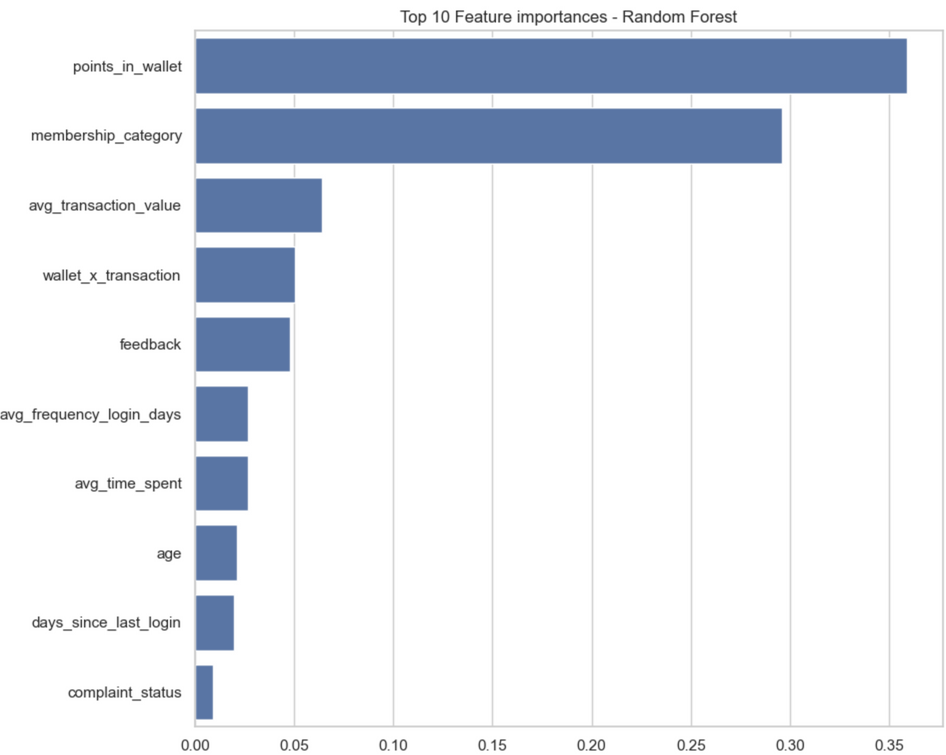 Top 10 Feature importances - Random Forest
points_in_wallet
membership_category
avg_transaction_value
wallet_x_transaction
feedback
avg_frequency_login_days
avg_time_spent
age
days_since_last_login
complaint_status
0.00 0.05 0.10 0.15 0.20 0.25 0.30 0.35